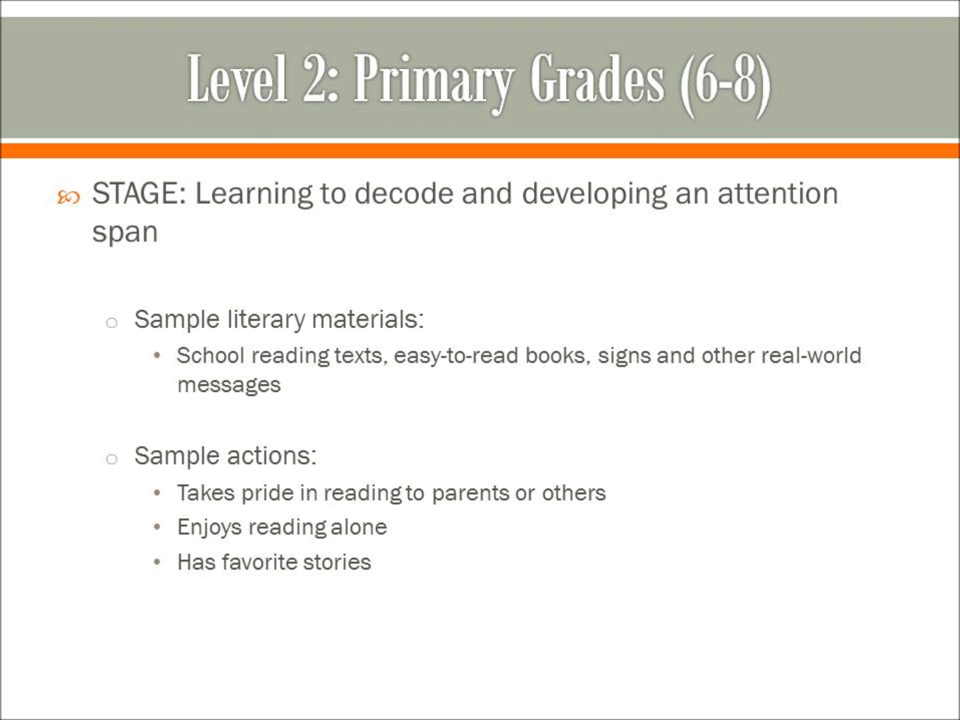 Level 2: Primary Grades (6-8)
STAGE: Learning to decode and developing an attention
span
Sample literary materials:
School reading texts, easy-to-read books, signs and other real-world
messages
Sample actions:
Takes pride in reading to parents or others
Enjoys reading alone
Has favorite stories